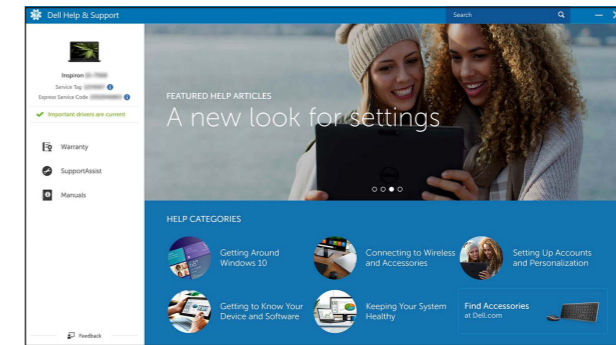 Dell Help & Support
Search
Inspiron
Service Tag:
Express Service Code:
Important drivers are current
Warranty
SupportAssist
Manuals
Feedback
FEATURED HELP ARTICLES
A new look for settings
HELP CATEGORIES
Getting Around
Windows 10
Connecting to Wireless
and Accessories
Setting Up Accounts
and Personalization
Getting to Know Your
Device and Software
Keeping Your System
Healthy
Find Accessories
at Dell.com